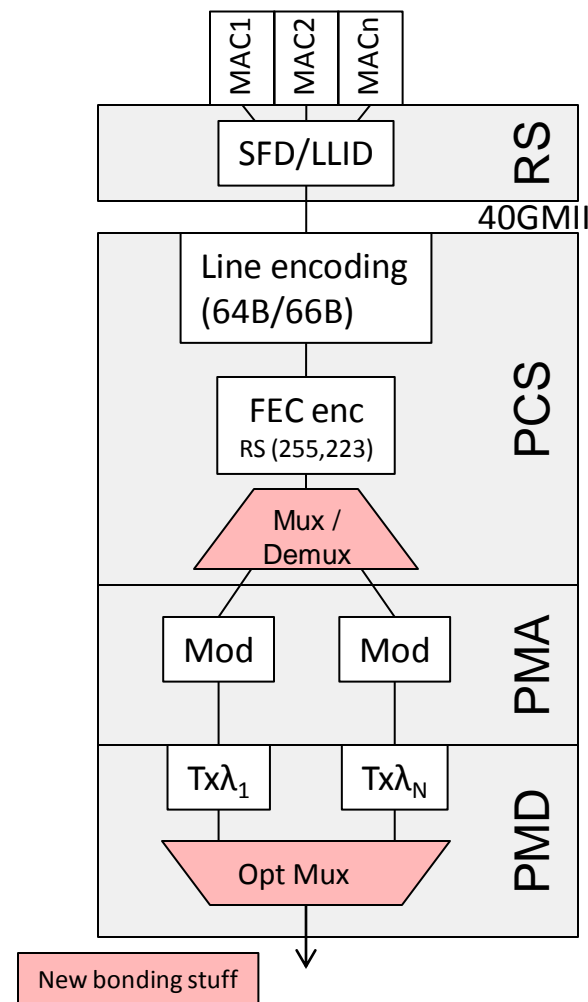 MAC1
MAC2
MACn
SFD/LLID
RS
40GMII
Line encoding
(64B/66B)
FEC enc
RS (255,223)
PCS
Mux /
Demux
Mod
Mod
PMA
Txλ1
TxλN
PMD
Opt Mux
New bonding stuff